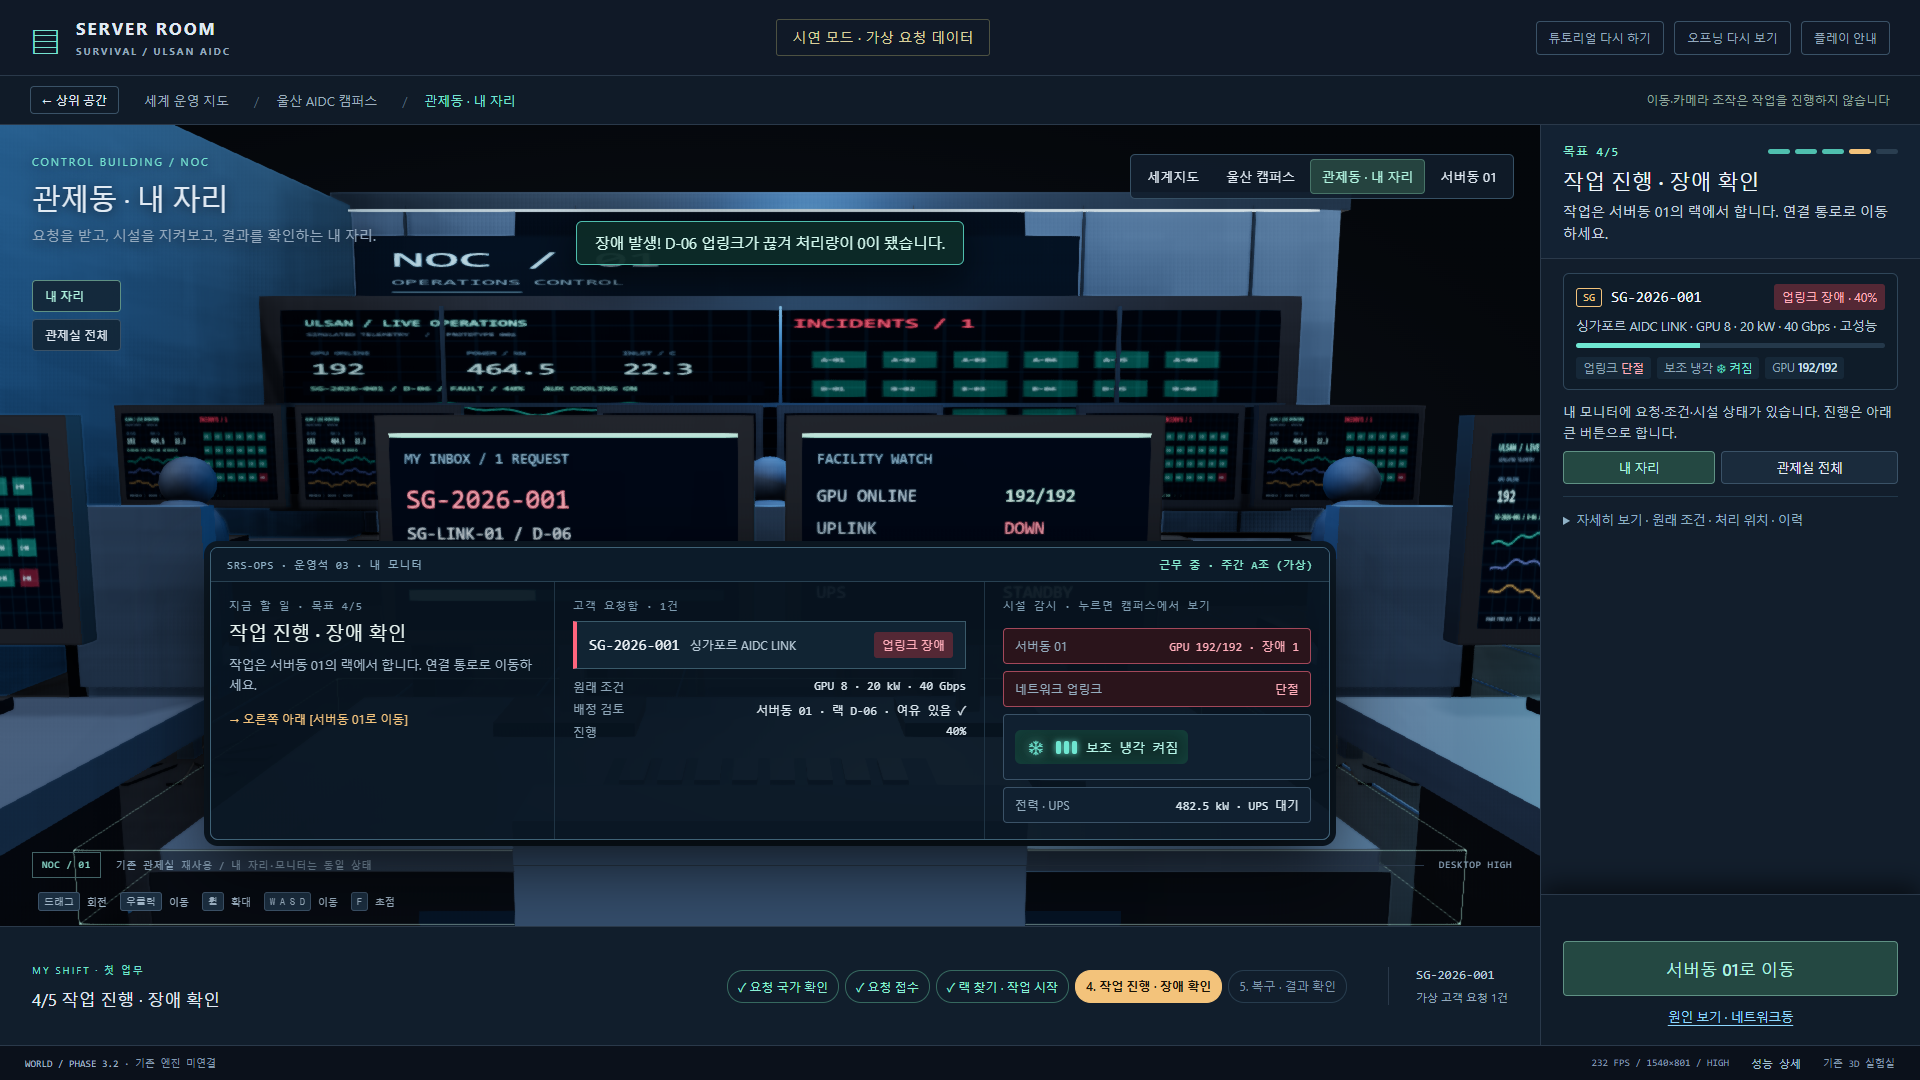 SERVER ROOM
SURVIVAL / ULSAN AIDC
시연 모드 · 가상 요청 데이터
튜토리얼 다시 하기
오프닝 다시 보기
플레이 안내
← 상위 공간
세계 운영 지도 / 울산 AIDC 캠퍼스 / 관제동 · 내 자리
이동·카메라 조작은 작업을 진행하지 않습니다
CONTROL BUILDING / NOC
관제동 · 내 자리
요청을 받고, 시설을 지켜보고, 결과를 확인하는 내 자리.
내 자리
관제실 전체
세계지도
울산 캠퍼스
관제동 · 내 자리
서버동 01
장애 발생! D-06 업링크가 끊겨 처리량이 0이 됐습니다.
NOC / 01
OPERATIONS CONTROL
ULSAN / LIVE OPERATIONS
GPU ONLINE
POWER / kW
INLET / C
192
464.5
22.3
SG-2026-001 / D-06 / FAULT / 40% AUX COOLING ON
INCIDENTS / 1
MY INBOX / 1 REQUEST
SG-2026-001
SG-LINK-01 / D-06
FACILITY WATCH
GPU ONLINE 192/192
UPLINK DOWN
UPS STANDBY
SRS-OPS · 운영석 03 · 내 모니터
근무 중 · 주간 A조 (가상)
지금 할 일 · 목표 4/5
작업 진행 · 장애 확인
작업은 서버동 01의 랙에서 합니다. 연결 통로로 이동하
세요.
→ 오른쪽 아래 [서버동 01로 이동]
고객 요청함 · 1건
SG-2026-001 싱가포르 AIDC LINK 업링크 장애
원래 조건 GPU 8 · 20 kW · 40 Gbps
배정 검토 서버동 01 · 랙 D-06 · 여유 있음 ✓
진행 40%
시설 감시 · 누르면 캠퍼스에서 보기
서버동 01 GPU 192/192 · 장애 1
네트워크 업링크 단절
❄ 보조 냉각 켜짐
전력 · UPS 482.5 kW · UPS 대기
NOC / 01
기존 관제실 재사용 / 내 자리·모니터는 동일 상태
DESKTOP HIGH
드래그 회전 우클릭 이동 휠 확대 W A S D 이동 F 초점
목표 4/5
작업 진행 · 장애 확인
작업은 서버동 01의 랙에서 합니다. 연결 통로로 이동
하세요.
SG SG-2026-001 업링크 장애 · 40%
싱가포르 AIDC LINK · GPU 8 · 20 kW · 40 Gbps · 고성능
업링크 단절
보조 냉각 ❄ 켜짐
GPU 192/192
내 모니터에 요청·조건·시설 상태가 있습니다. 진행은 아래
큰 버튼으로 합니다.
내 자리
관제실 전체
▶ 자세히 보기 · 원래 조건 · 처리 위치 · 이력
서버동 01로 이동
원인 보기 · 네트워크동
MY SHIFT · 첫 업무
4/5 작업 진행 · 장애 확인
✓ 요청 국가 확인
✓ 요청 접수
✓ 랙 찾기 · 작업 시작
4. 작업 진행 · 장애 확인
5. 복구 · 결과 확인
SG-2026-001
가상 고객 요청 1건
WORLD / PHASE 3.2 · 기존 엔진 미연결
232 FPS / 1540×801 / HIGH
성능 상세
기존 3D 실험실